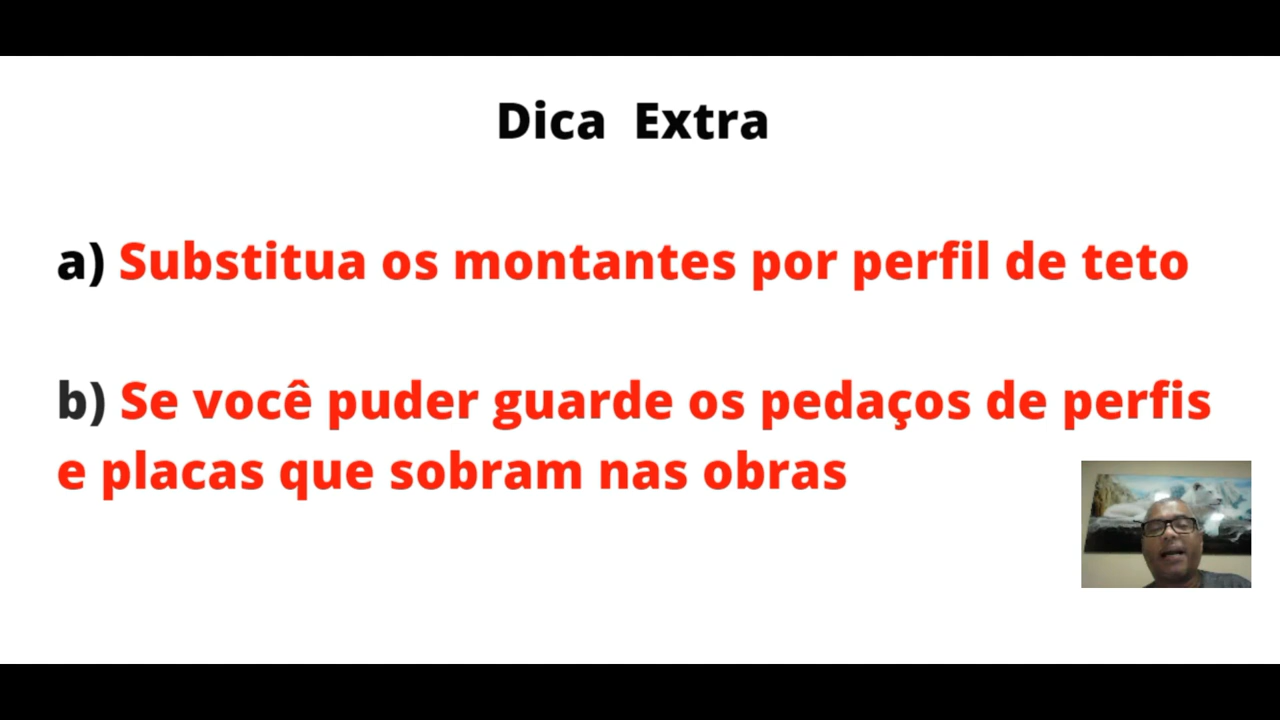 Dica Extra
a) Substitua os montantes por perfil de teto
b) Se você puder guarde os pedaços de perfis
e placas que sobram nas obras